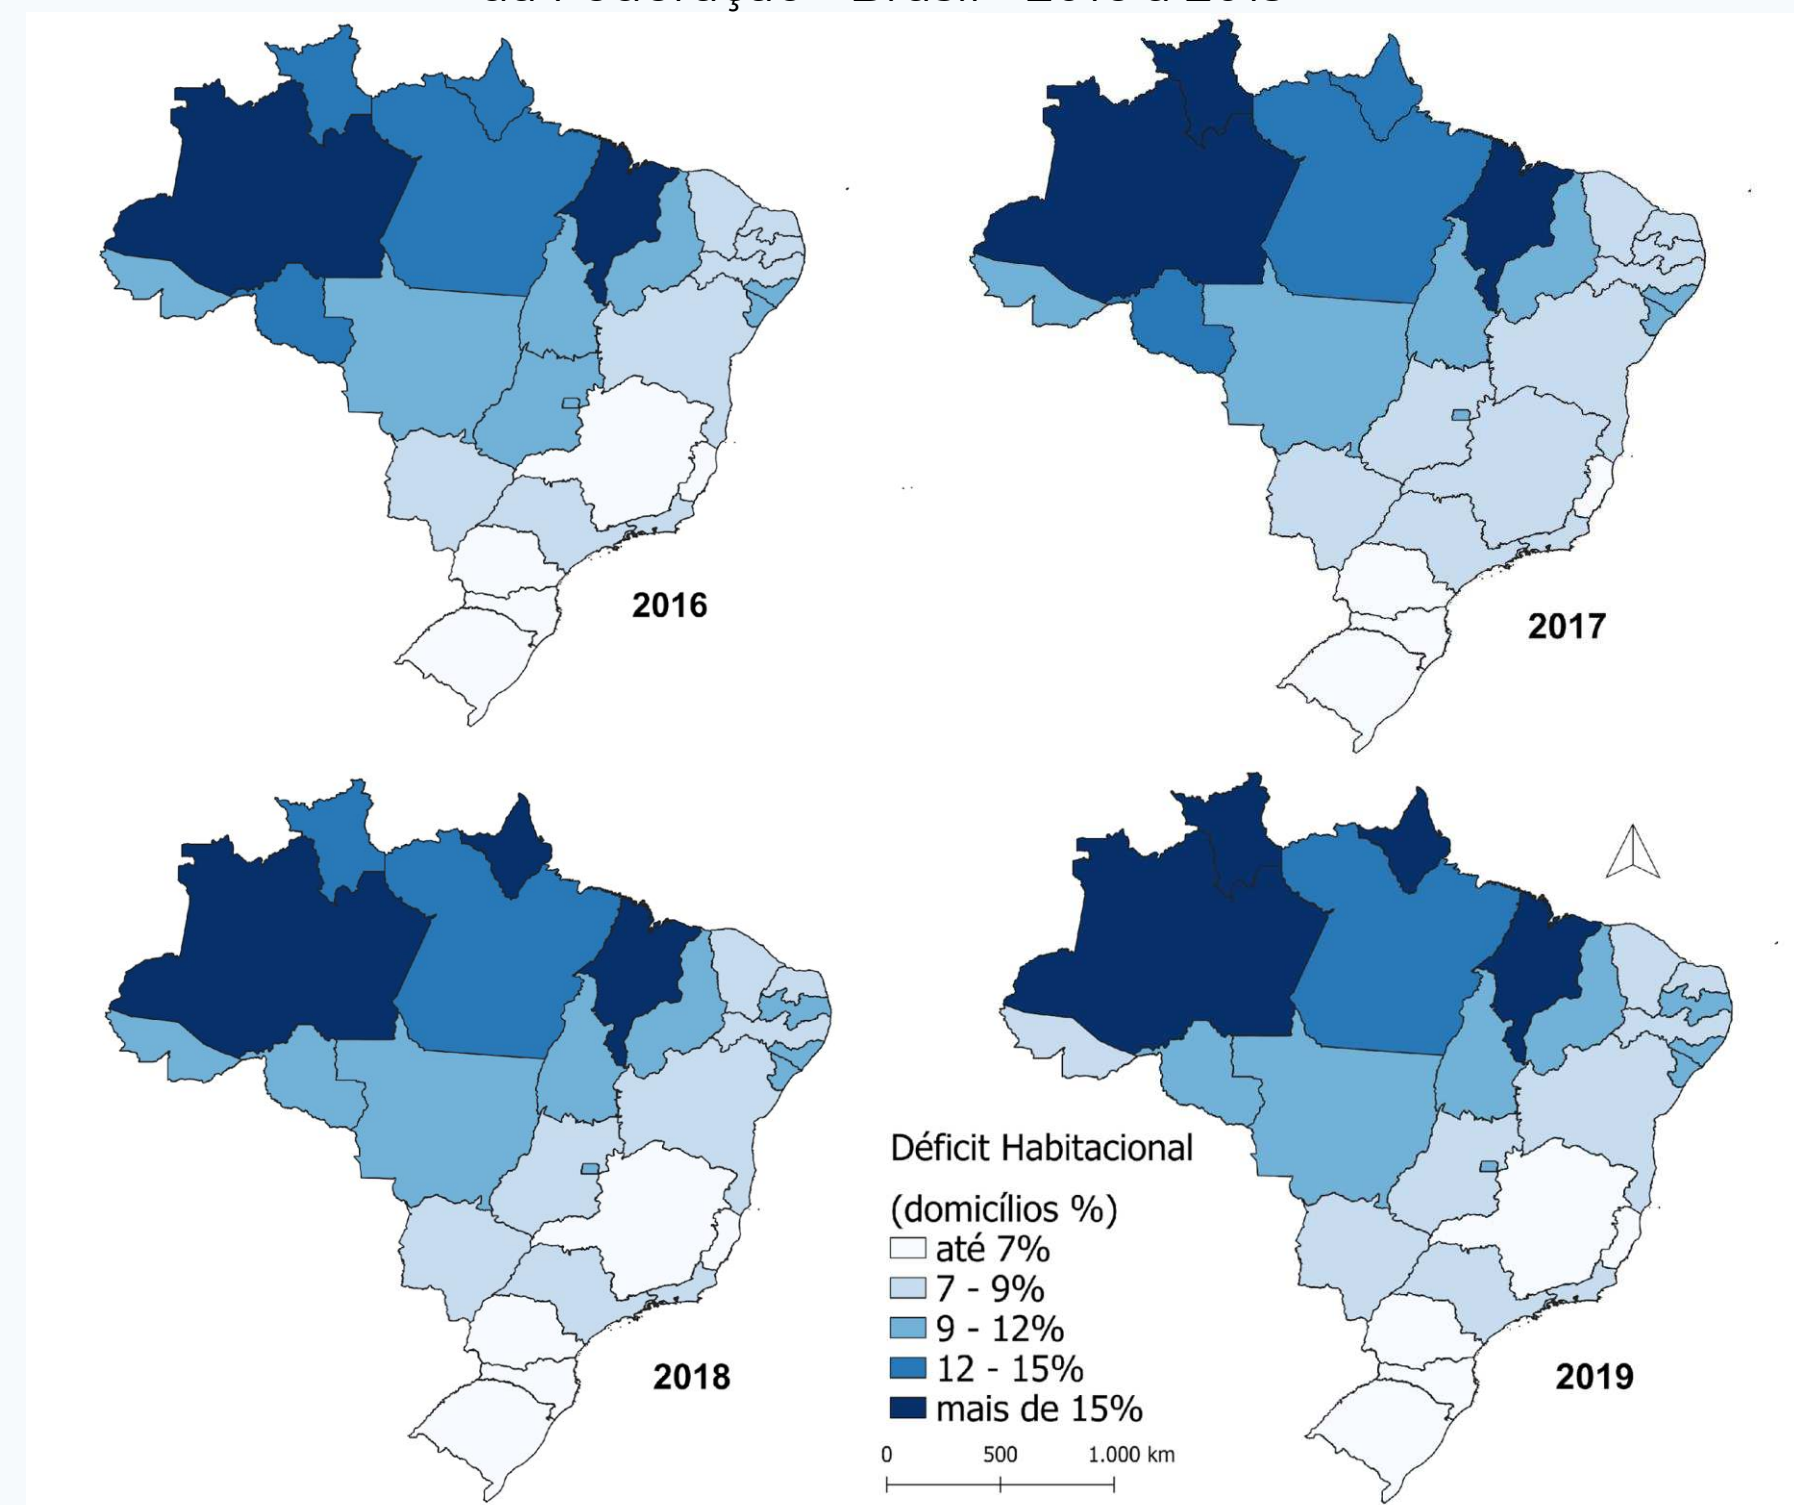 2016
2017
Déficit Habitacional
(domicílios %)
até 7%
7 - 9%
9 - 12%
12 - 15%
mais de 15%
0 500 1.000 km
2018
2019